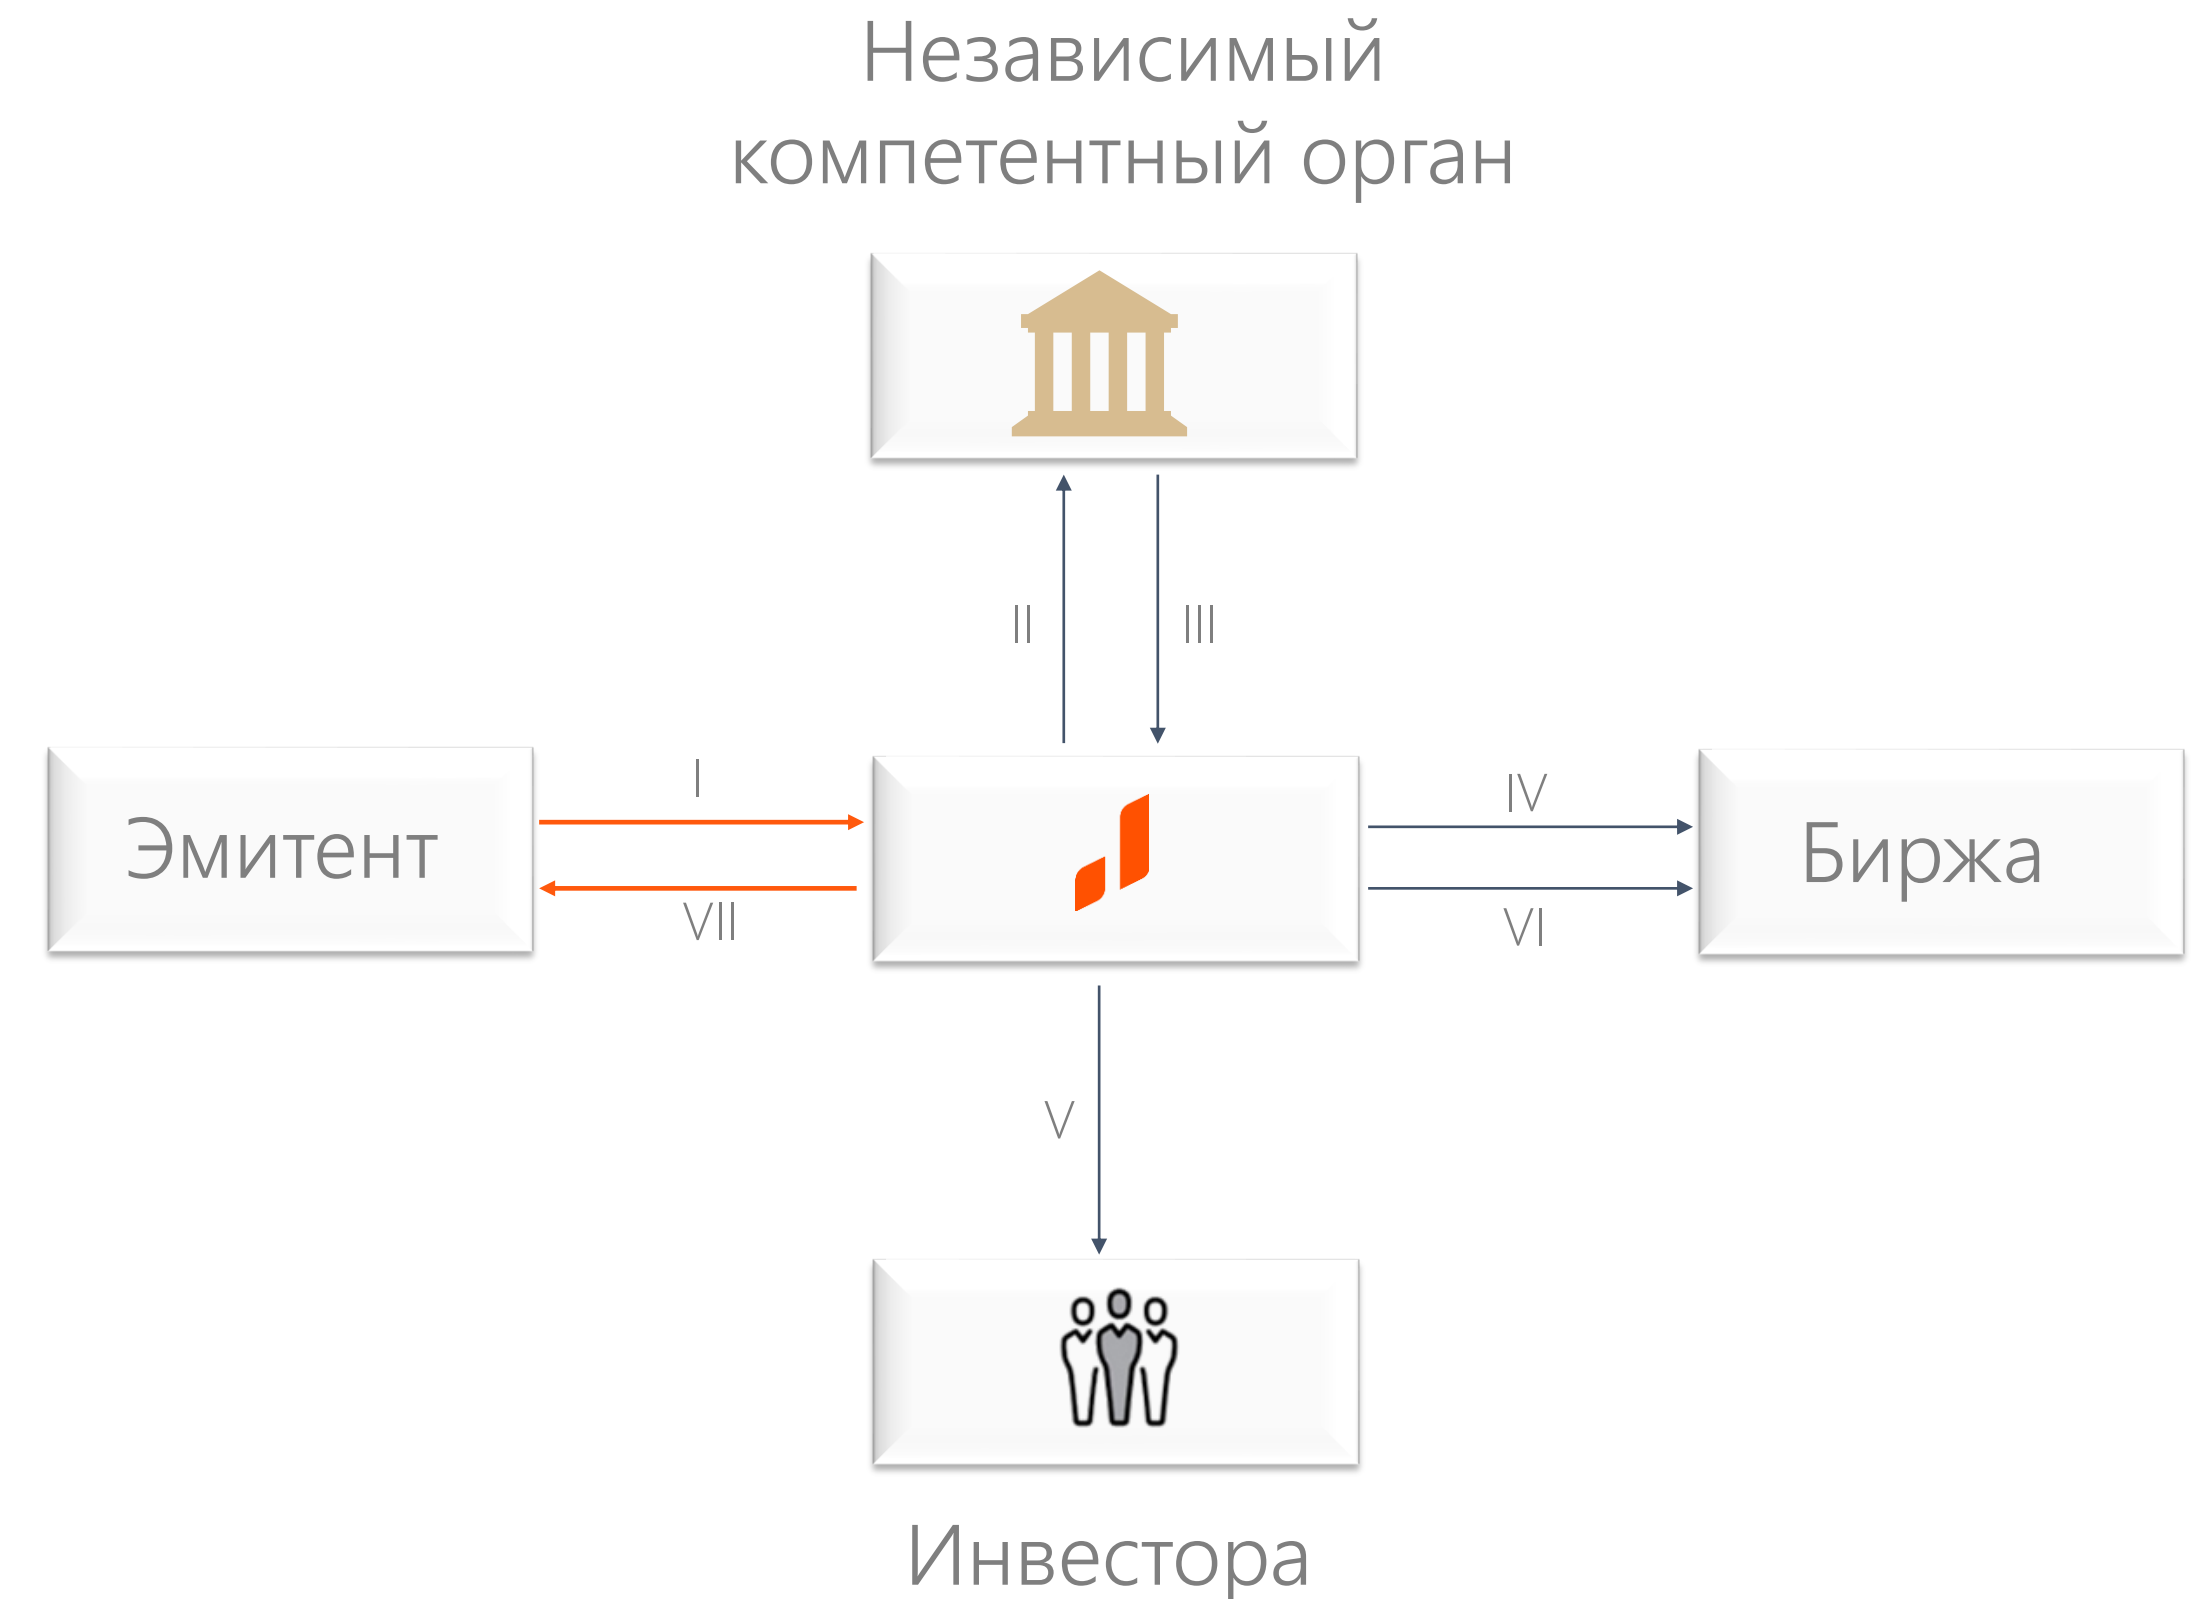 Независимый
компетентный орган
II
III
Эмитент
I
VII
IV
VI
Биржа
V
Инвестора